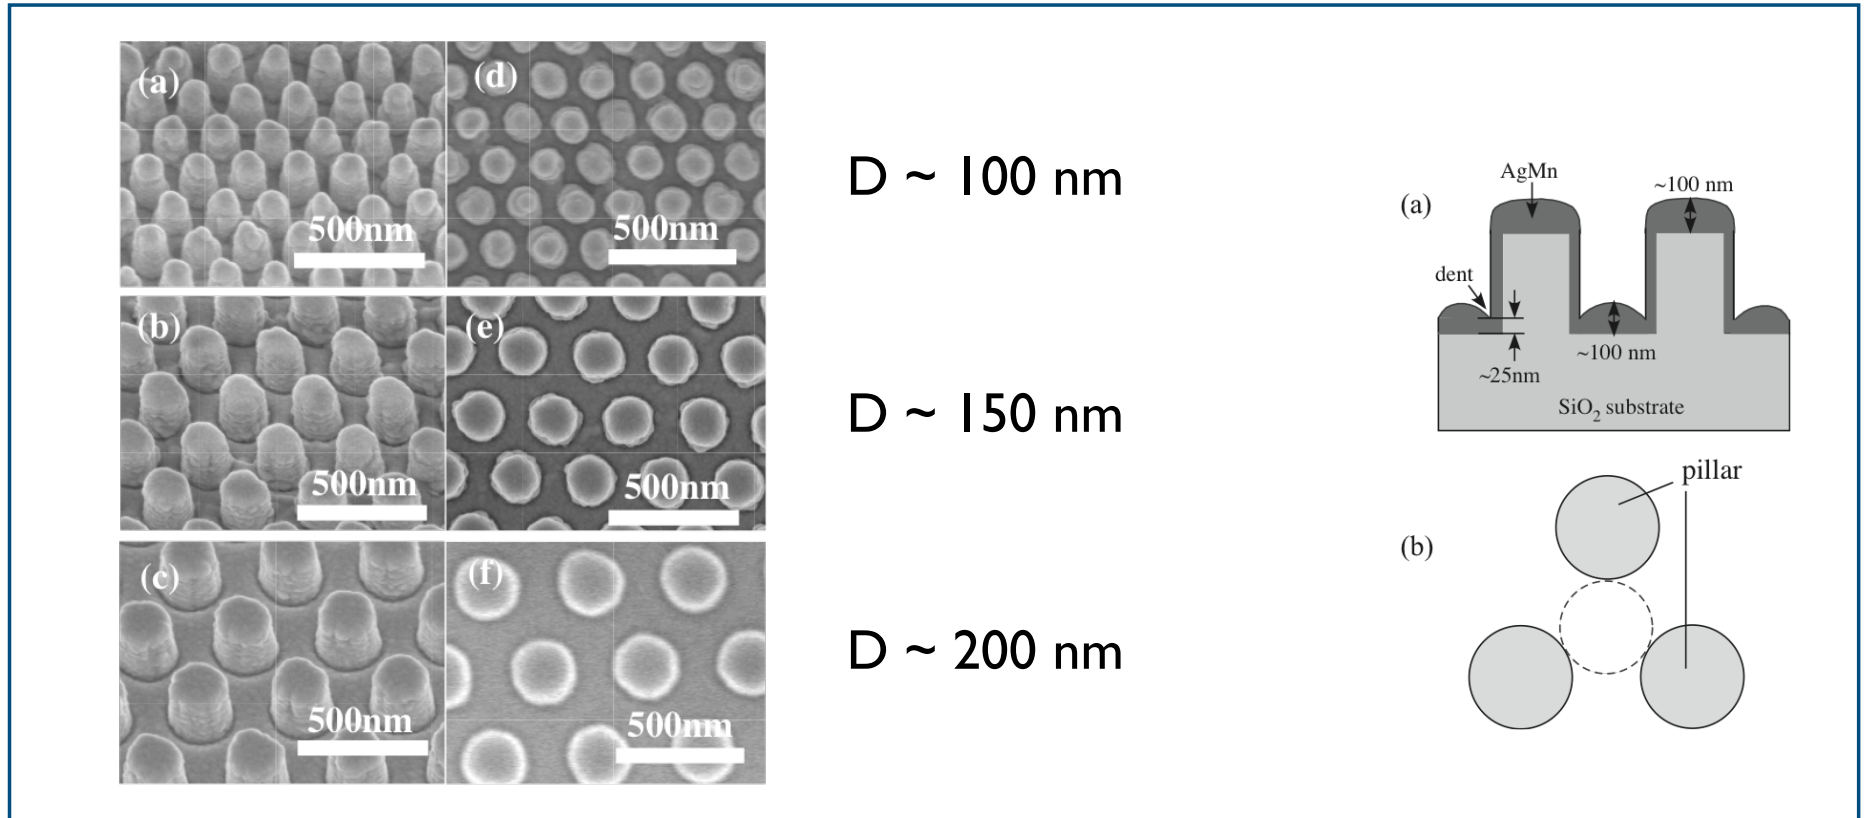 (a)
500nm
(d)
500nm
D ~ 100 nm
(b)
500nm
(e)
500nm
D ~ 150 nm
(c)
500nm
(f)
500nm
D ~ 200 nm
AgMn
~100 nm
(a)
dent
~100 nm
~25nm
SiO₂ substrate
pillar
(b)